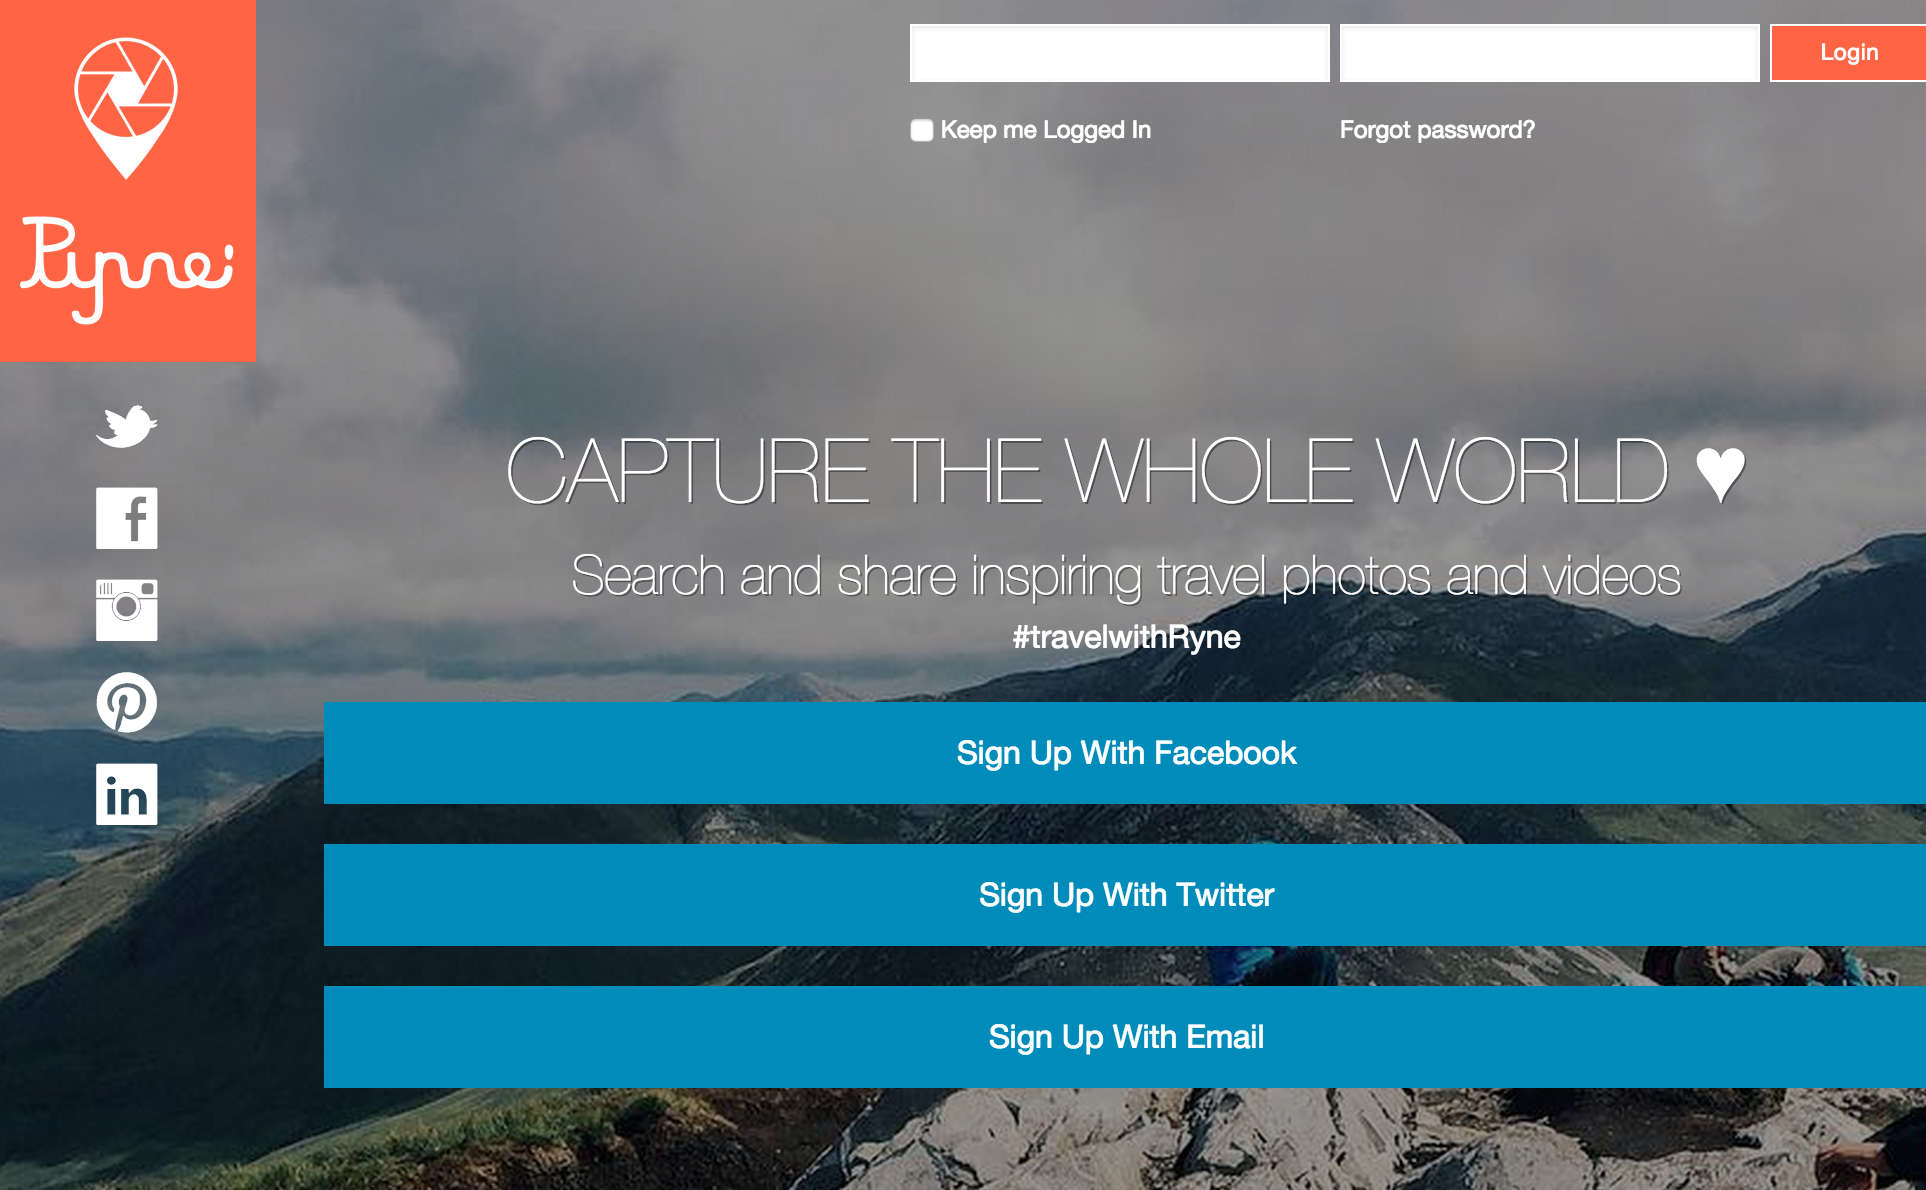 Login
Keep me Logged In
Forgot password?
Ryne
CAPTURE THE WHOLE WORLD ♥
Search and share inspiring travel photos and videos
#travelwithRyne
in
Sign Up With Facebook
Sign Up With Twitter
Sign Up With Email